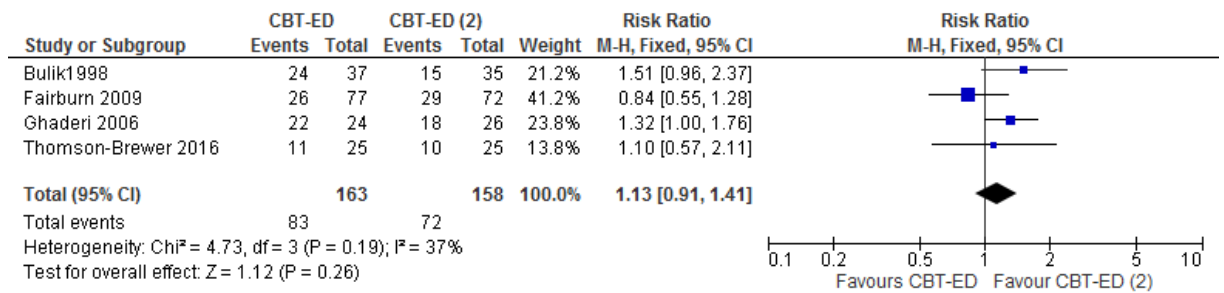 CBT-ED CBT-ED (2) Risk Ratio Risk Ratio
Study or Subgroup Events Total Events Total Weight M-H, Fixed, 95% CI M-H, Fixed, 95% CI
Bulik1998 24 37 15 35 21.2% 1.51 [0.96, 2.37]
Fairburn 2009 26 77 29 72 41.2% 0.84 [0.55, 1.28]
Ghaderi 2006 22 24 18 26 23.8% 1.32 [1.00, 1.76]
Thomson-Brewer 2016 11 25 10 25 13.8% 1.10 [0.57, 2.11]
Total (95% CI) 163 158 100.0% 1.13 [0.91, 1.41]
Total events 83 72
Heterogeneity: Chi² = 4.73, df = 3 (P = 0.19); I² = 37%
Test for overall effect: Z = 1.12 (P = 0.26)
0.1 0.2 0.5 1 2 5 10
Favours CBT-ED Favour CBT-ED (2)